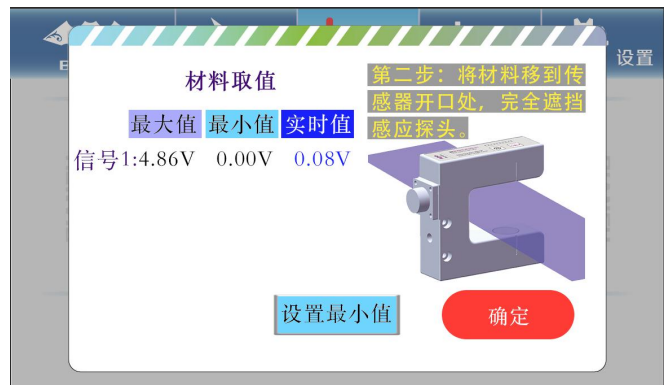 设置
材料取值
第二步：将材料移到传
感器开口处，完全遮挡
感应探头。
最大值 最小值 实时值
信号1:4.86V 0.00V 0.08V
设置最小值
确定